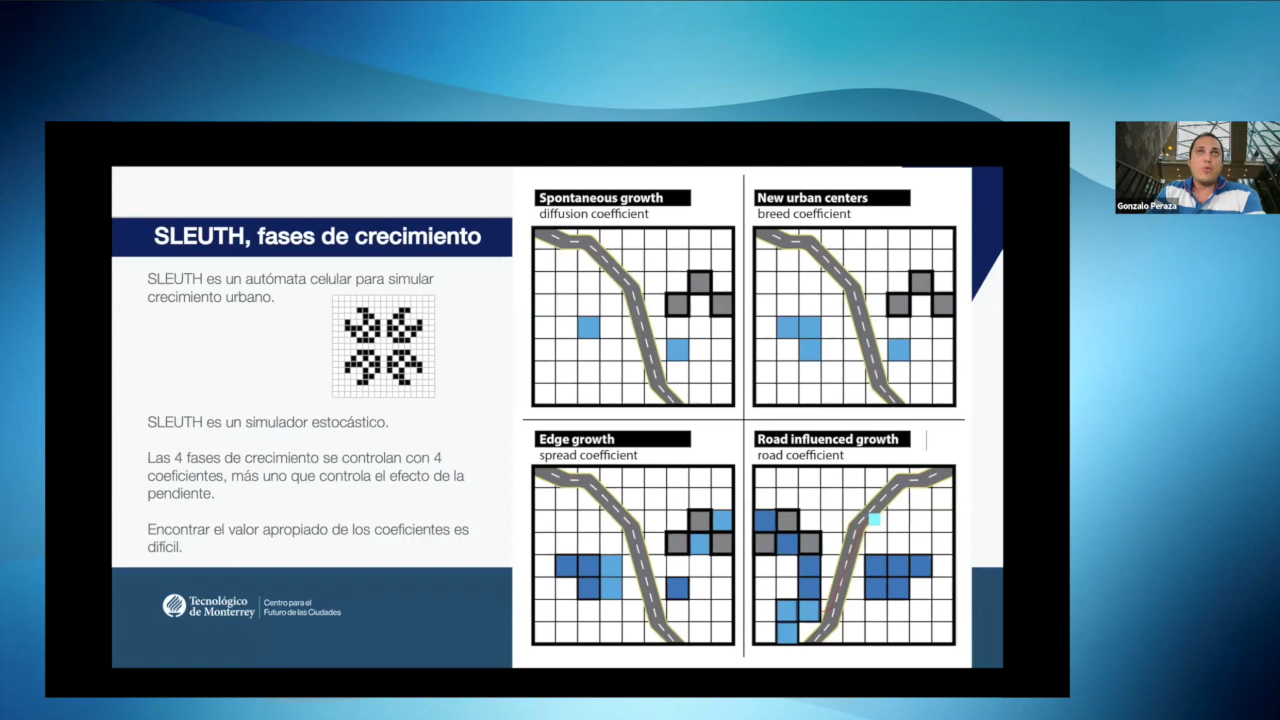 SLEUTH, fases de crecimiento
SLEUTH es un autómata celular para simular
crecimiento urbano.
SLEUTH es un simulador estocástico.
Las 4 fases de crecimiento se controlan con 4
coeficientes, más uno que controla el efecto de la
pendiente.
Encontrar el valor apropiado de los coeficientes es
difícil.
Tecnológico
de Monterrey
Centro para el
Futuro de las Ciudades
Spontaneous growth
diffusion coefficient
New urban centers
breed coefficient
Edge growth
spread coefficient
Road influenced growth
road coefficient
Gonzalo Peraza